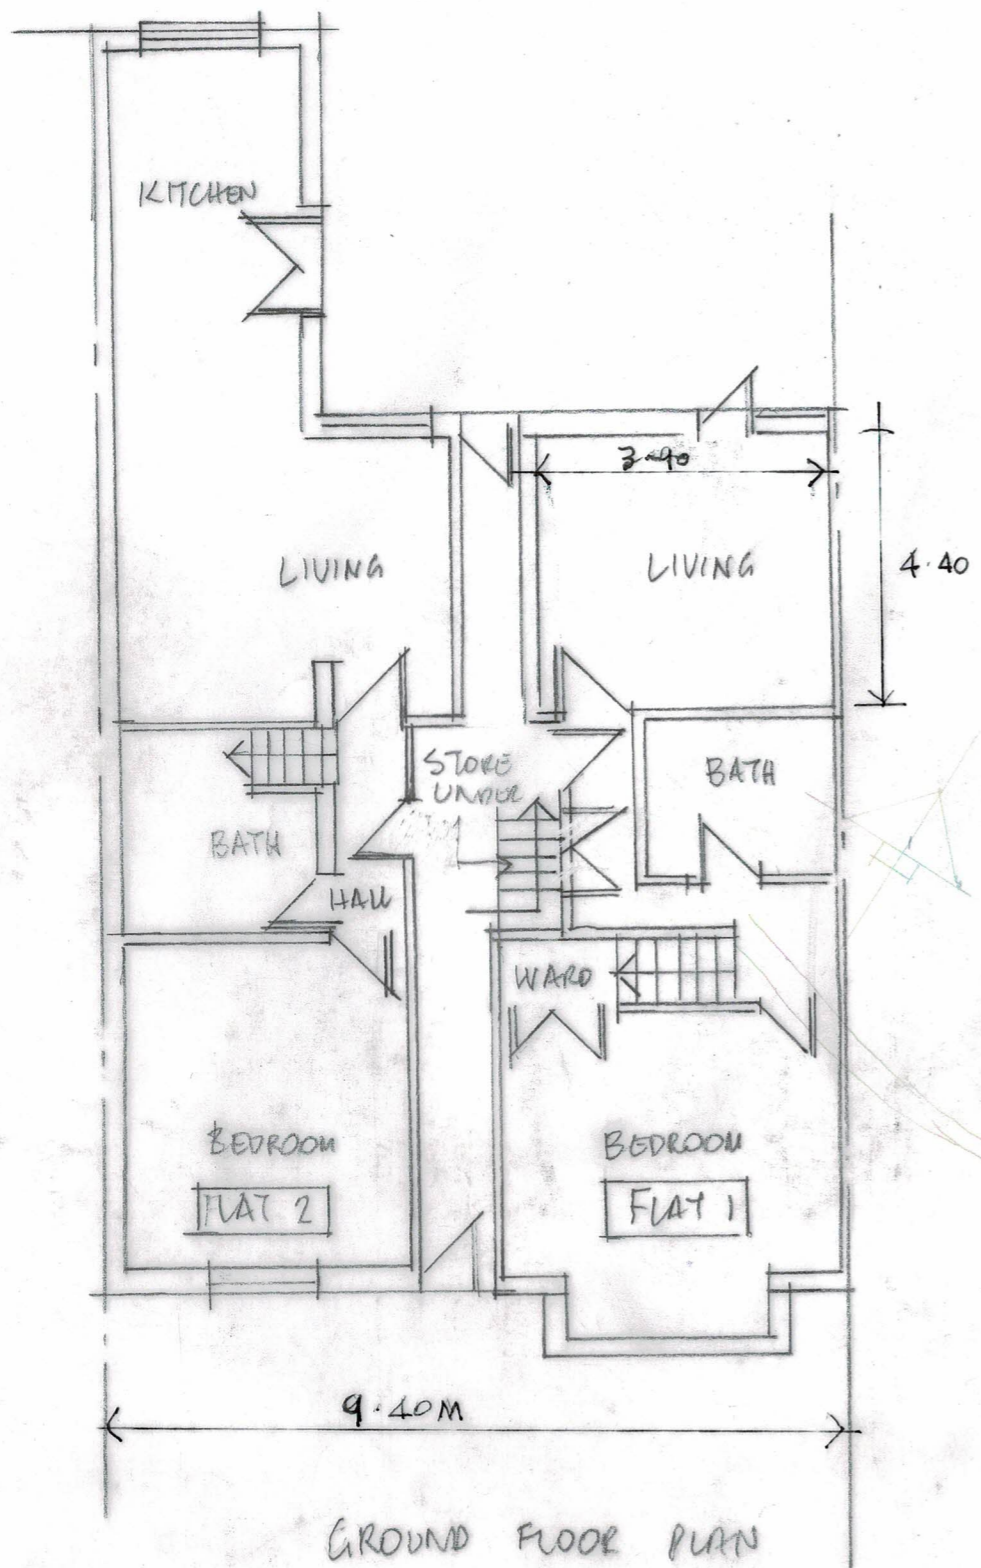 KITCHEN
3.90
LIVING
LIVING
4.40
STORE
UNDER
BATH
BATH
HALL
WARD
BEDROOM
FLAT 2
BEDROOM
FLAT 1
9.40M
GROUND FLOOR PLAN